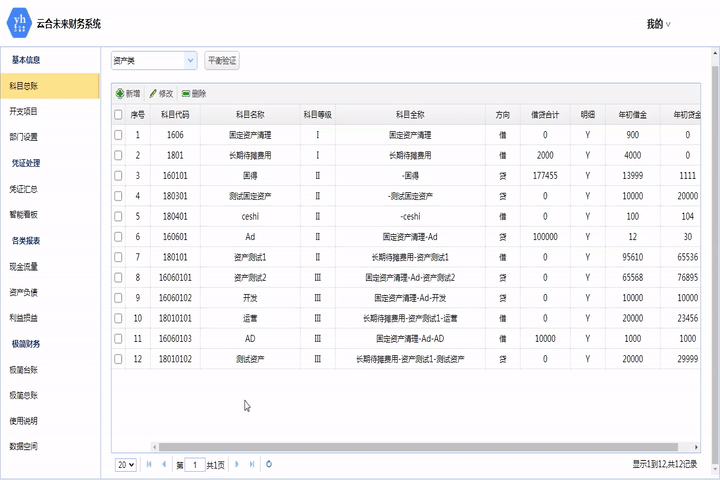 yh
fit
云合未来财务系统
我的
基本信息
科目总账
开支项目
部门设置
凭证处理
凭证汇总
智能看板
各类报表
现金流量
资产负债
利益损益
极简财务
极简台账
极简总账
使用说明
数据空间
资产类 平衡验证
新增 修改 删除
序号 科目代码 科目名称 科目等级 科目全称 方向 借贷合计 明细 年初借金 年初贷金
1 1606 固定资产清理 I 固定资产清理 借 0 Y 900 0
2 1801 长期待摊费用 I 长期待摊费用 借 2000 Y 4000 0
3 160101 困得 II -困得 贷 177455 Y 13999 1111
4 180301 测试固定资产 II -测试固定资产 贷 0 Y 10000 20000
5 180401 ceshi II -ceshi 借 0 Y 100 104
6 160601 Ad II 固定资产清理-Ad 贷 100000 Y 12 30
7 180101 资产测试1 II 长期待摊费用-资产测试1 借 0 Y 95610 65536
8 16060101 资产测试2 III 固定资产清理-Ad-资产测试2 贷 0 Y 65568 76895
9 16060102 开发 III 固定资产清理-Ad-开发 贷 0 Y 10000 10000
10 18010101 运营 III 长期待摊费用-资产测试1-运营 借 0 Y 20000 23456
11 16060103 AD III 固定资产清理-Ad-AD 借 10000 Y 1000 1000
12 18010102 测试资产 III 长期待摊费用-资产测试1-测试资产 贷 0 Y 20000 29999
20 第 1 共1页 显示1到12,共12记录